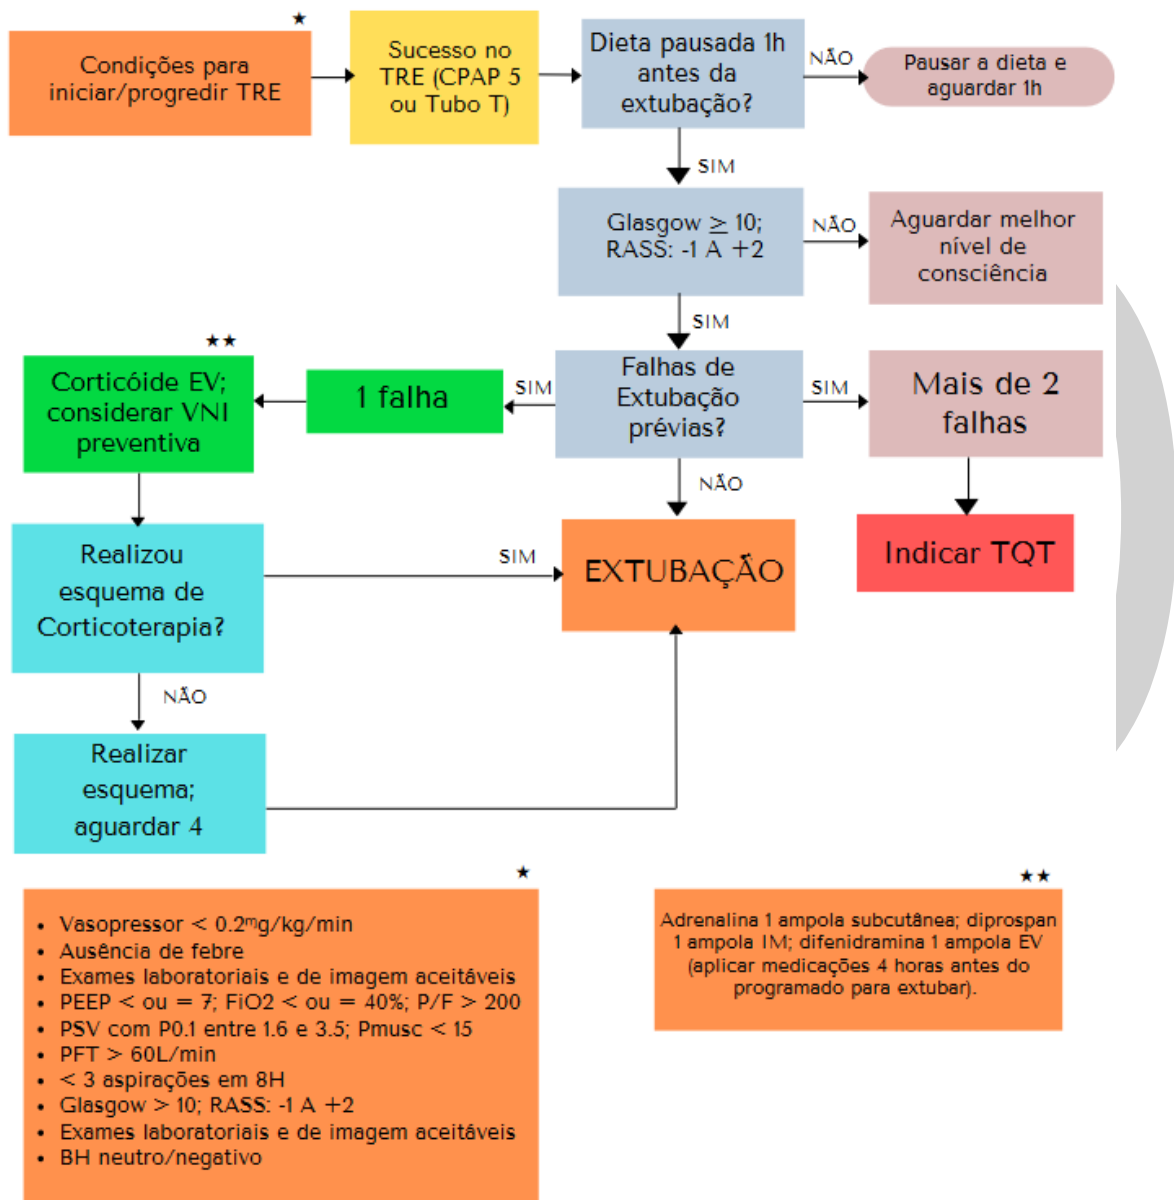 ★
Condições para
iniciar/progredir TRE
Sucesso no
TRE (CPAP 5
ou Tubo T)
Dieta pausada 1h
antes da
extubação?
NÃO
Pausar a dieta e
aguardar 1h
SIM
Glasgow ≥ 10;
RASS: -1 A +2
NÃO
Aguardar melhor
nível de
consciência
SIM
★★
Corticóide EV;
considerar VNI
preventiva
1 falha
SIM
Falhas de
Extubação
prévias?
SIM
Mais de 2
falhas
NÃO
Realizou
esquema de
Corticoterapia?
SIM
EXTUBAÇÃO
Indicar TQT
NÃO
Realizar
esquema;
aguardar 4
★
• Vasopressor < 0.2ᵐg/kg/min
• Ausência de febre
• Exames laboratoriais e de imagem aceitáveis
• PEEP < ou = 7; FiO2 < ou = 40%; P/F > 200
• PSV com P0.1 entre 1.6 e 3.5; Pmusc < 15
• PFT > 60L/min
• < 3 aspirações em 8H
• Glasgow > 10; RASS: -1 A +2
• Exames laboratoriais e de imagem aceitáveis
• BH neutro/negativo
★★
Adrenalina 1 ampola subcutânea; diprospan
1 ampola IM; difenidramina 1 ampola EV
(aplicar medicações 4 horas antes do
programado para extubar).